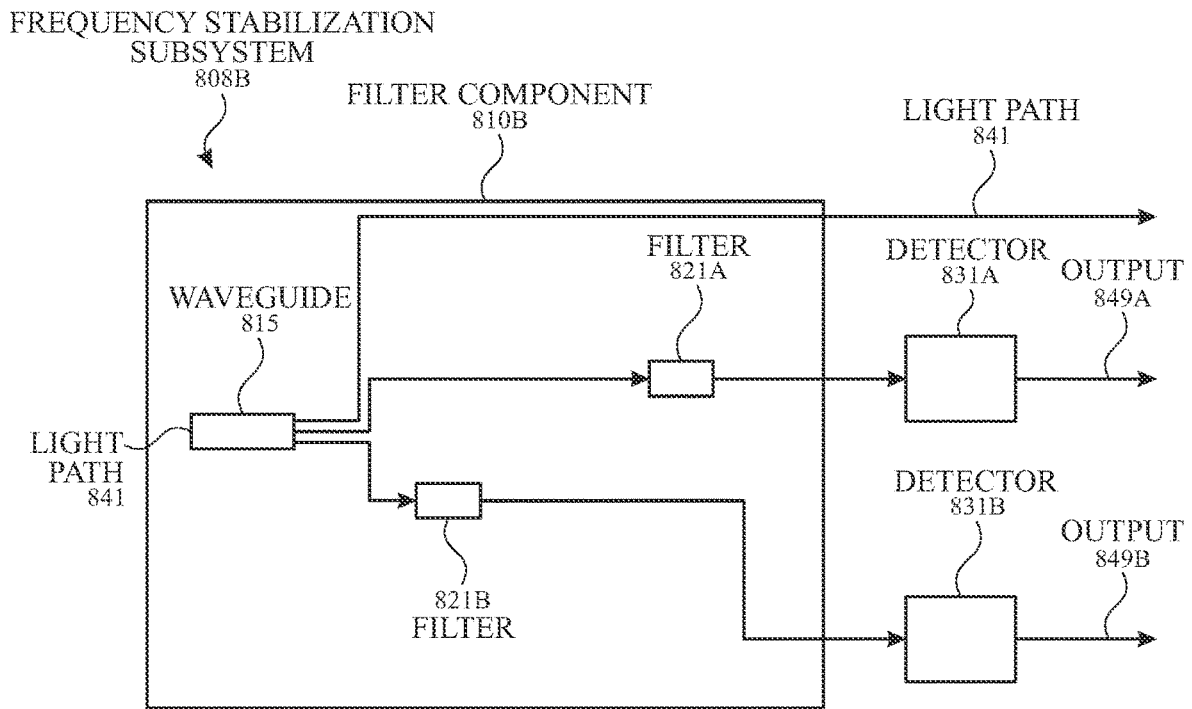 FREQUENCY STABILIZATION
SUBSYSTEM
808B
FILTER COMPONENT
810B
LIGHT PATH
841
FILTER
821A
DETECTOR
831A
OUTPUT
849A
WAVEGUIDE
815
LIGHT
PATH
841
DETECTOR
831B
OUTPUT
849B
821B
FILTER